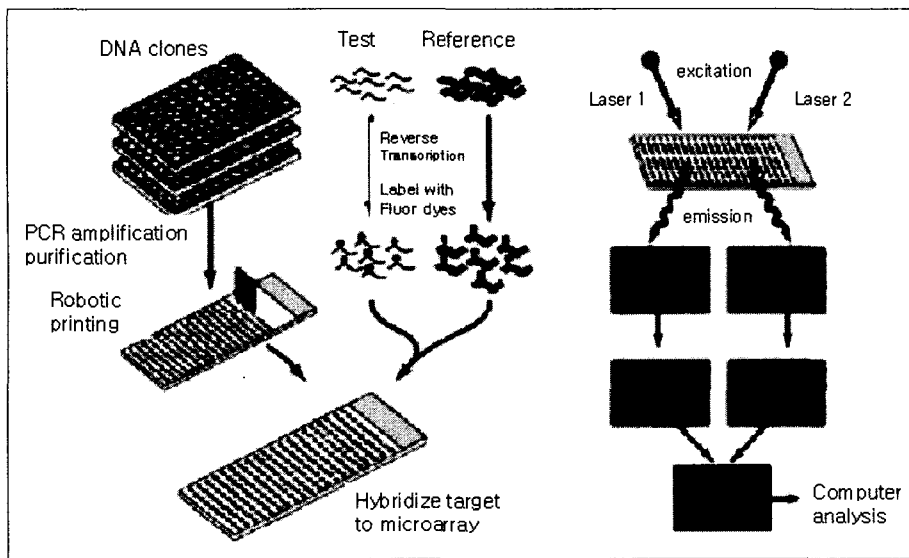 DNA clones
Test
Reference
Reverse
Transcription
Label with
Fluor dyes
PCR amplification
purification
Robotic
printing
Hybridize target
to microarray
excitation
Laser 1
Laser 2
emission
Computer
analysis